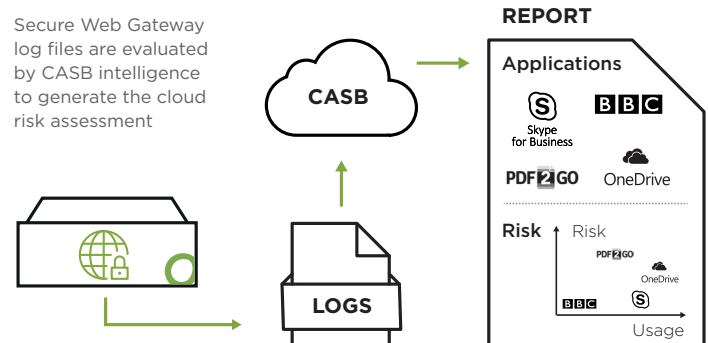 Secure Web Gateway
log files are evaluated
by CASB intelligence
to generate the cloud
risk assessment
CASB
LOGS
REPORT
Applications
S
Skype
for Business
BBC
PDF2GO
OneDrive
Risk
Risk
PDF2GO
OneDrive
BBC
S
Usage